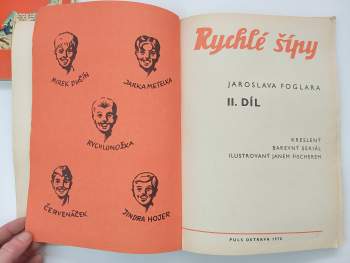 MIREK DUŠÍN
JARKA METELKA
RYCHLONOŽKA
ČERVENÁČEK
JINDRA HOJER
Rychlé šípy
JAROSLAVA FOGLARA
II. DÍL
KRESLENÝ
BAREVNÝ SERIÁL
ILUSTROVANÝ JANEM FISCHEREM
PULS OSTRAVA 1970